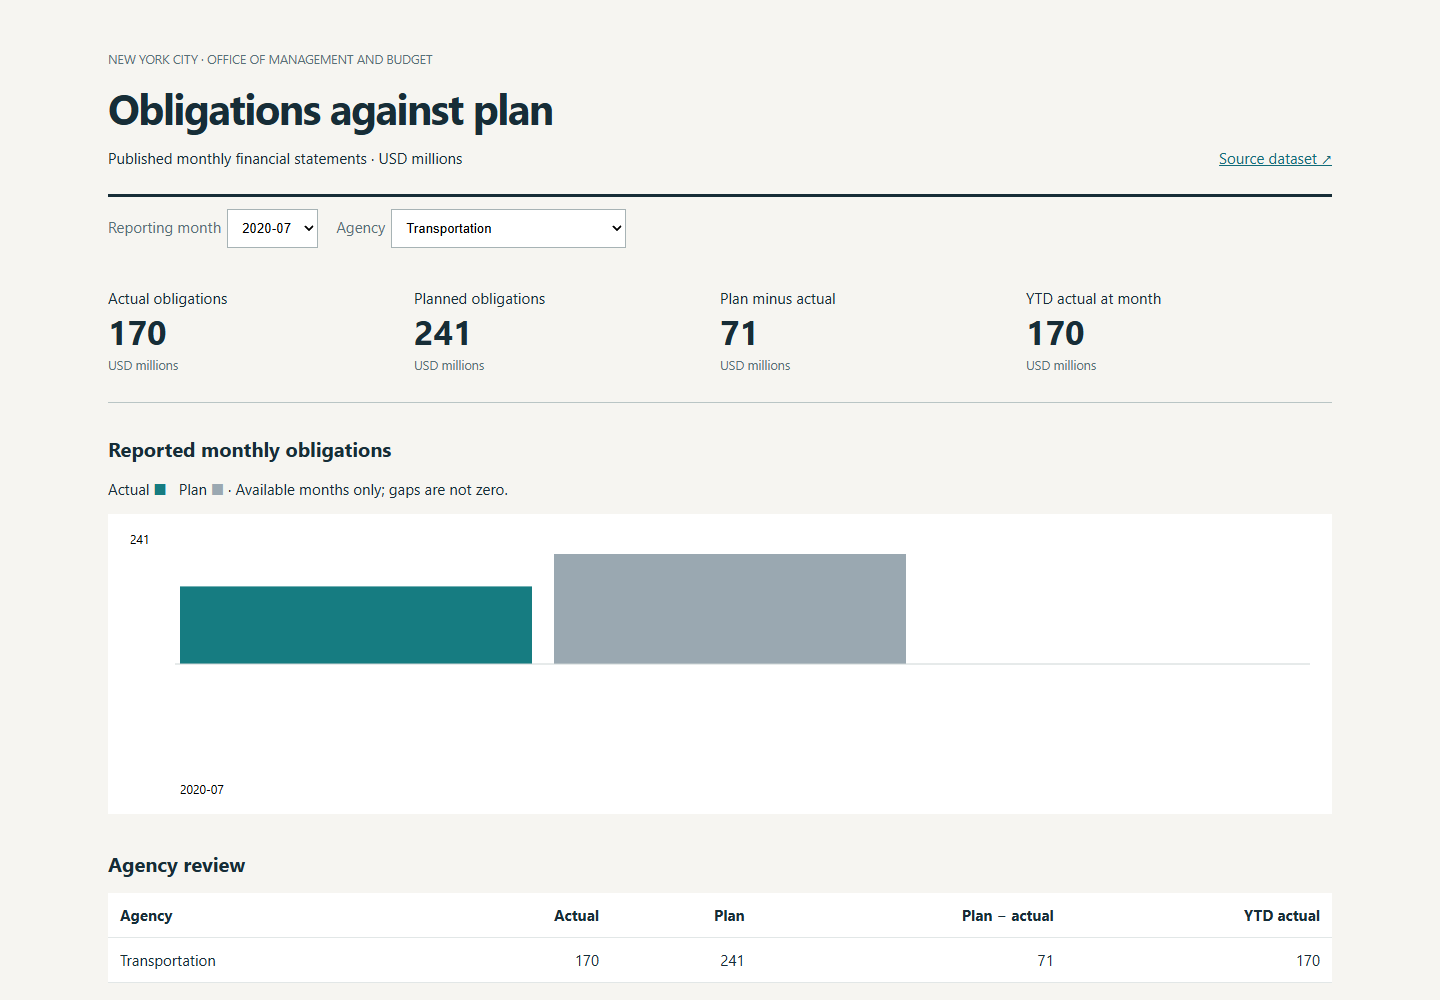 NEW YORK CITY · OFFICE OF MANAGEMENT AND BUDGET
Obligations against plan
Published monthly financial statements · USD millions
Source dataset ↗
Reporting month 2020-07 Agency Transportation
Actual obligations Planned obligations Plan minus actual YTD actual at month
170 241 71 170
USD millions USD millions USD millions USD millions
Reported monthly obligations
Actual ■ Plan ■ · Available months only; gaps are not zero.
241
2020-07
Agency review
Agency Actual Plan Plan − actual YTD actual
Transportation 170 241 71 170